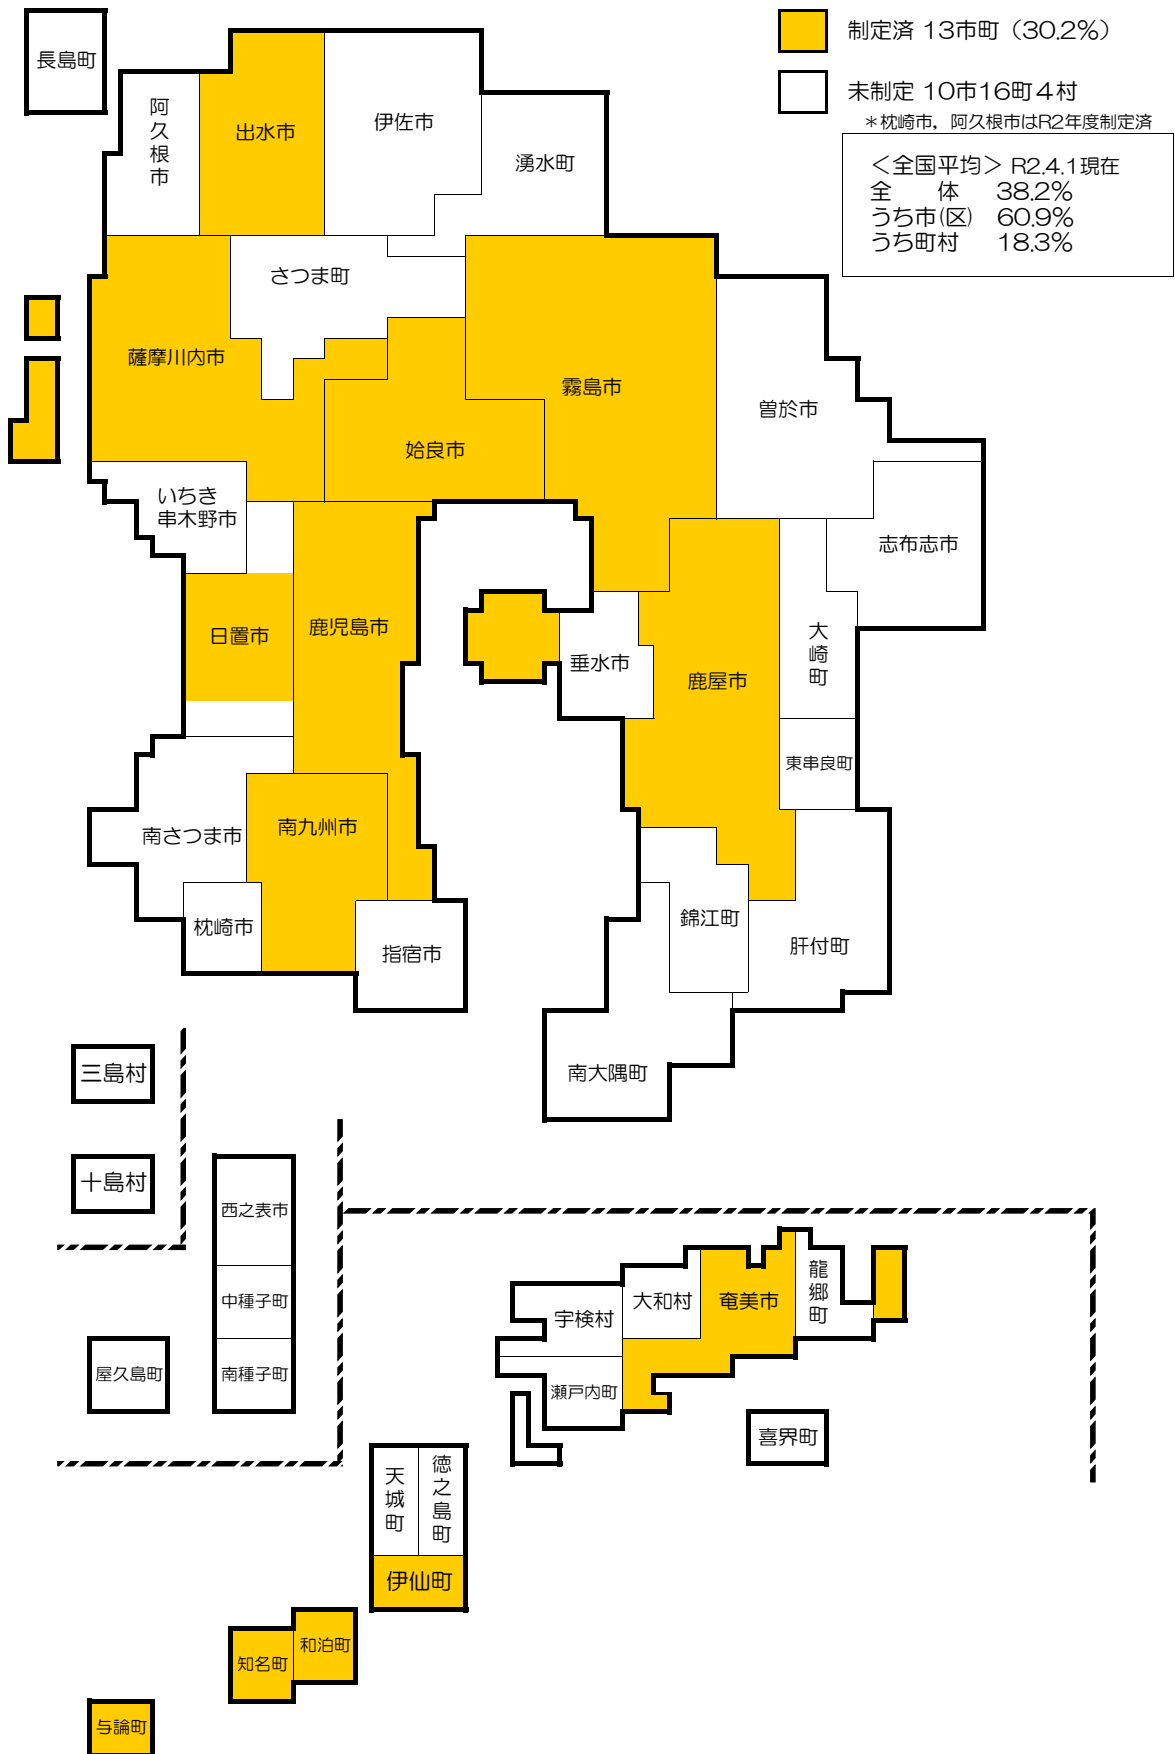 制定済 13市町（30.2％）
未制定 10市16町４村
＊枕崎市，阿久根市はR2年度制定済
＜全国平均＞ R2.4.1現在
全　　体　38.2％
うち市(区)　60.9％
うち町村　18.3％
長島町
阿久根市
出水市
伊佐市
湧水町
さつま町
薩摩川内市
霧島市
曽於市
姶良市
いちき
串木野市
志布志市
日置市
鹿児島市
垂水市
鹿屋市
大崎町
東串良町
南さつま市
南九州市
枕崎市
指宿市
錦江町
肝付町
南大隅町
三島村
十島村
西之表市
中種子町
南種子町
屋久島町
宇検村
大和村
奄美市
龍郷町
瀬戸内町
喜界町
天城町
徳之島町
伊仙町
和泊町
知名町
与論町